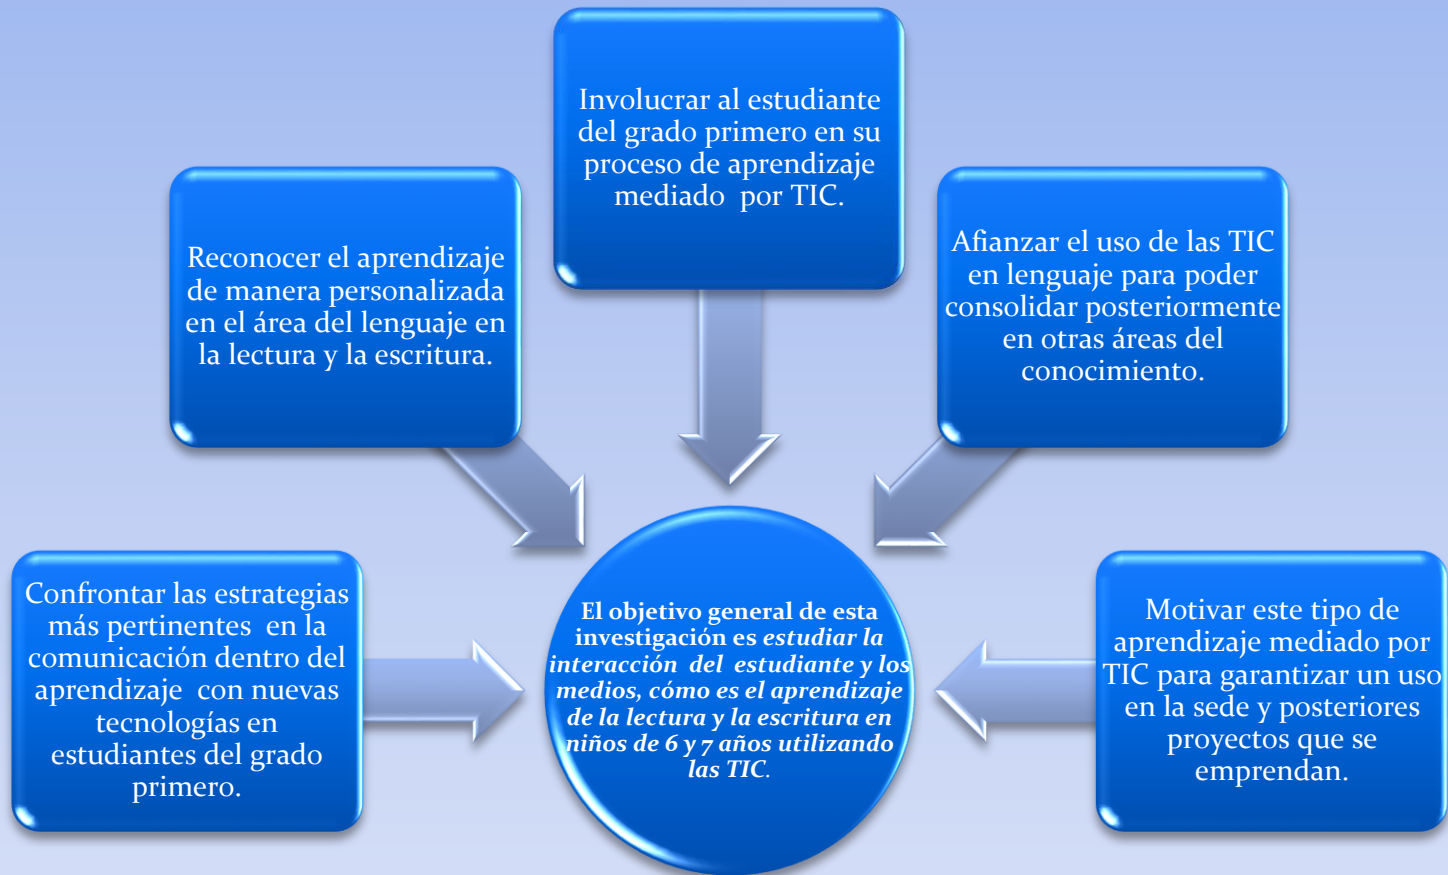 Involucrar al estudiante
del grado primero en su
proceso de aprendizaje
mediado  por TIC.
Reconocer el aprendizaje
de manera personalizada
en el área del lenguaje en
la lectura y la escritura.
Afianzar el uso de las TIC
en lenguaje para poder
consolidar posteriormente
en otras áreas del
conocimiento.
Confrontar las estrategias
más pertinentes  en la
comunicación dentro del
aprendizaje  con nuevas
tecnologías en
estudiantes del grado
primero.
El objetivo general de esta
investigación es estudiar la
interacción  del  estudiante y los
medios, cómo es el aprendizaje
de la lectura y la escritura en
niños de 6 y 7 años utilizando
las TIC.
Motivar este tipo de
aprendizaje mediado por
TIC para garantizar un uso
en la sede y posteriores
proyectos que se
emprendan.